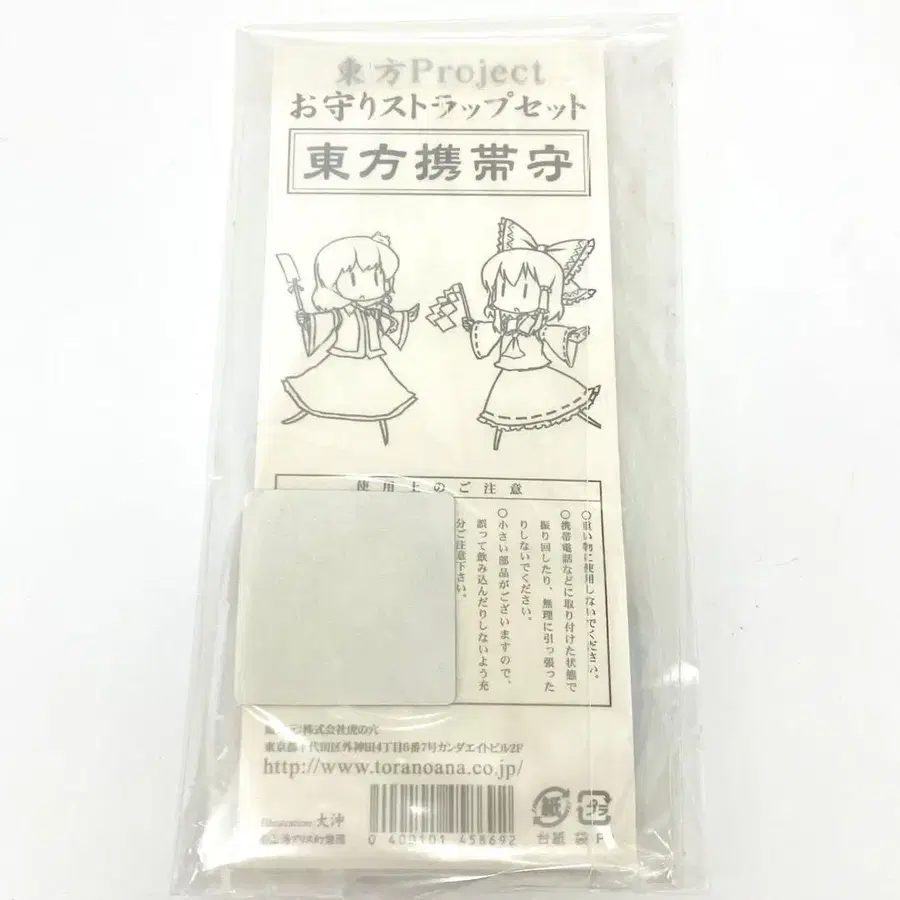 東方Project
お守りストラップセット
東方携帯守
使用上のご注意
○重い物に使用しないでください。
○携帯電話などに取り付けた状態で
振り回したり、無理に引っ張った
りしないでください。
○小さい部品がございますので、
誤って飲み込んだりしないよう充
分ご注意下さい。
株式会社虎の穴
東京都千代田区外神田4丁目6番7号カンダエイトビル2F
http://www.toranoana.co.jp/
Illustration 大沖
0 400101 458692
紙 プラ
台紙 袋 P